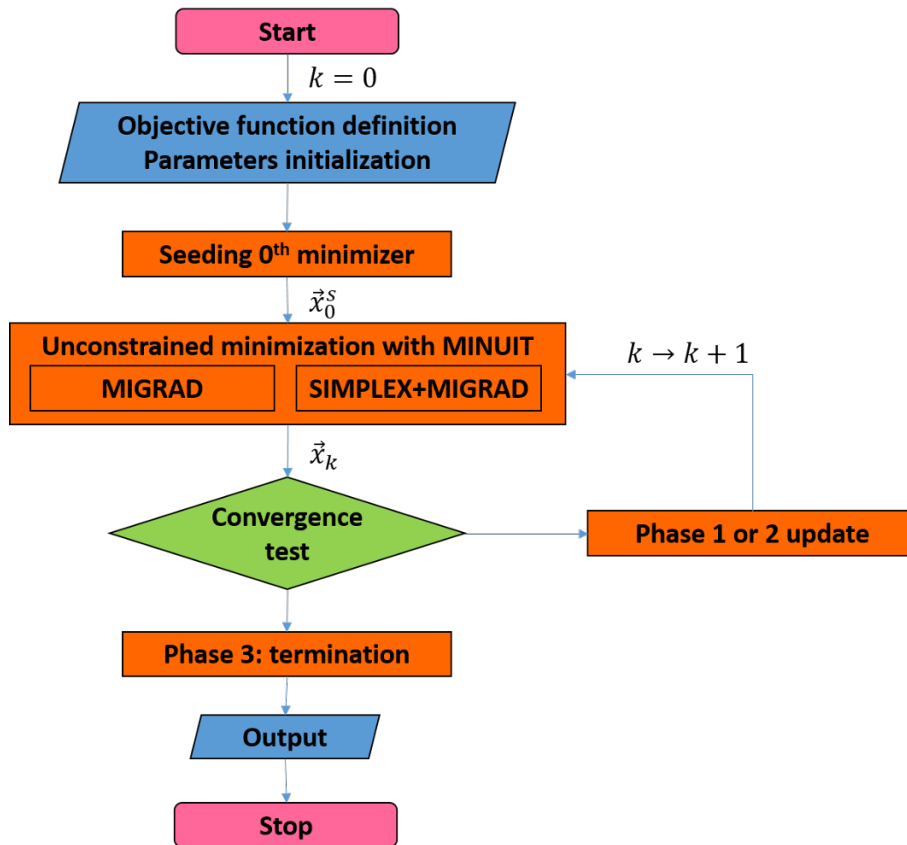 Start
k = 0
Objective function definition
Parameters initialization
Seeding 0th minimizer
x⃗₀ˢ
Unconstrained minimization with MINUIT
MIGRAD
SIMPLEX+MIGRAD
k → k + 1
x⃗ₖ
Convergence
test
Phase 1 or 2 update
Phase 3: termination
Output
Stop